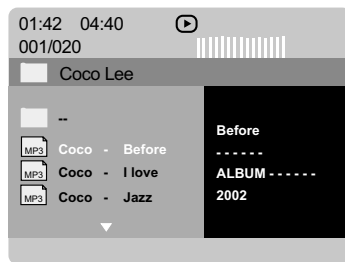 01:42 04:40
001/020
Coco Lee
--
MP3 Coco - Before
MP3 Coco - I love
MP3 Coco - Jazz
Before
- - - - - -
ALBUM - - - - - -
2002